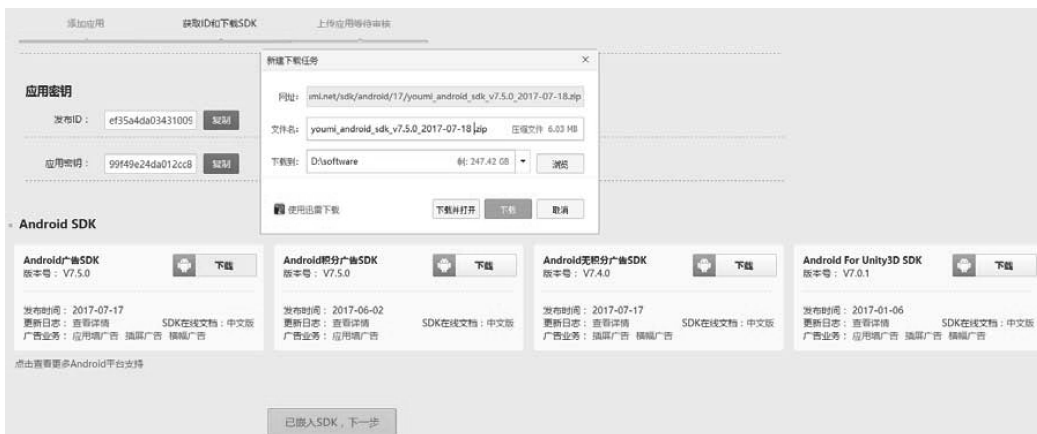 添加应用 获取ID和下载SDK 上传应用等待审核
新建下载任务
网址: umi.net/sdk/android/17/youmi_android_sdk_v7.5.0_2017-07-18.zip
文件名: youmi_android_sdk_v7.5.0_2017-07-18.zip 压缩文件 6.03 MB
下载到: D:\software 剩: 247.42 GB 浏览
使用迅雷下载 下载并打开 下载 取消
应用密钥
发布ID： ef35a4da03431009 复制
应用密钥： 99f49e24da012cc8 复制
Android SDK
Android广告SDK
版本号： V7.5.0
下载
发布时间： 2017-07-17
更新日志： 查看详情 SDK在线文档：中文版
广告业务： 应用墙广告 插屏广告 横幅广告
Android积分广告SDK
版本号： V7.5.0
下载
发布时间： 2017-06-02
更新日志： 查看详情 SDK在线文档：中文版
广告业务： 应用墙广告
Android无积分广告SDK
版本号： V7.4.0
下载
发布时间： 2017-07-17
更新日志： 查看详情 SDK在线文档：中文版
广告业务： 插屏广告 横幅广告
Android For Unity3D SDK
版本号： V7.0.1
下载
发布时间： 2017-01-06
更新日志： 查看详情 SDK在线文档：中文版
广告业务： 应用墙广告 插屏广告 横幅广告
点击查看更多Android平台支持
已嵌入SDK，下一步